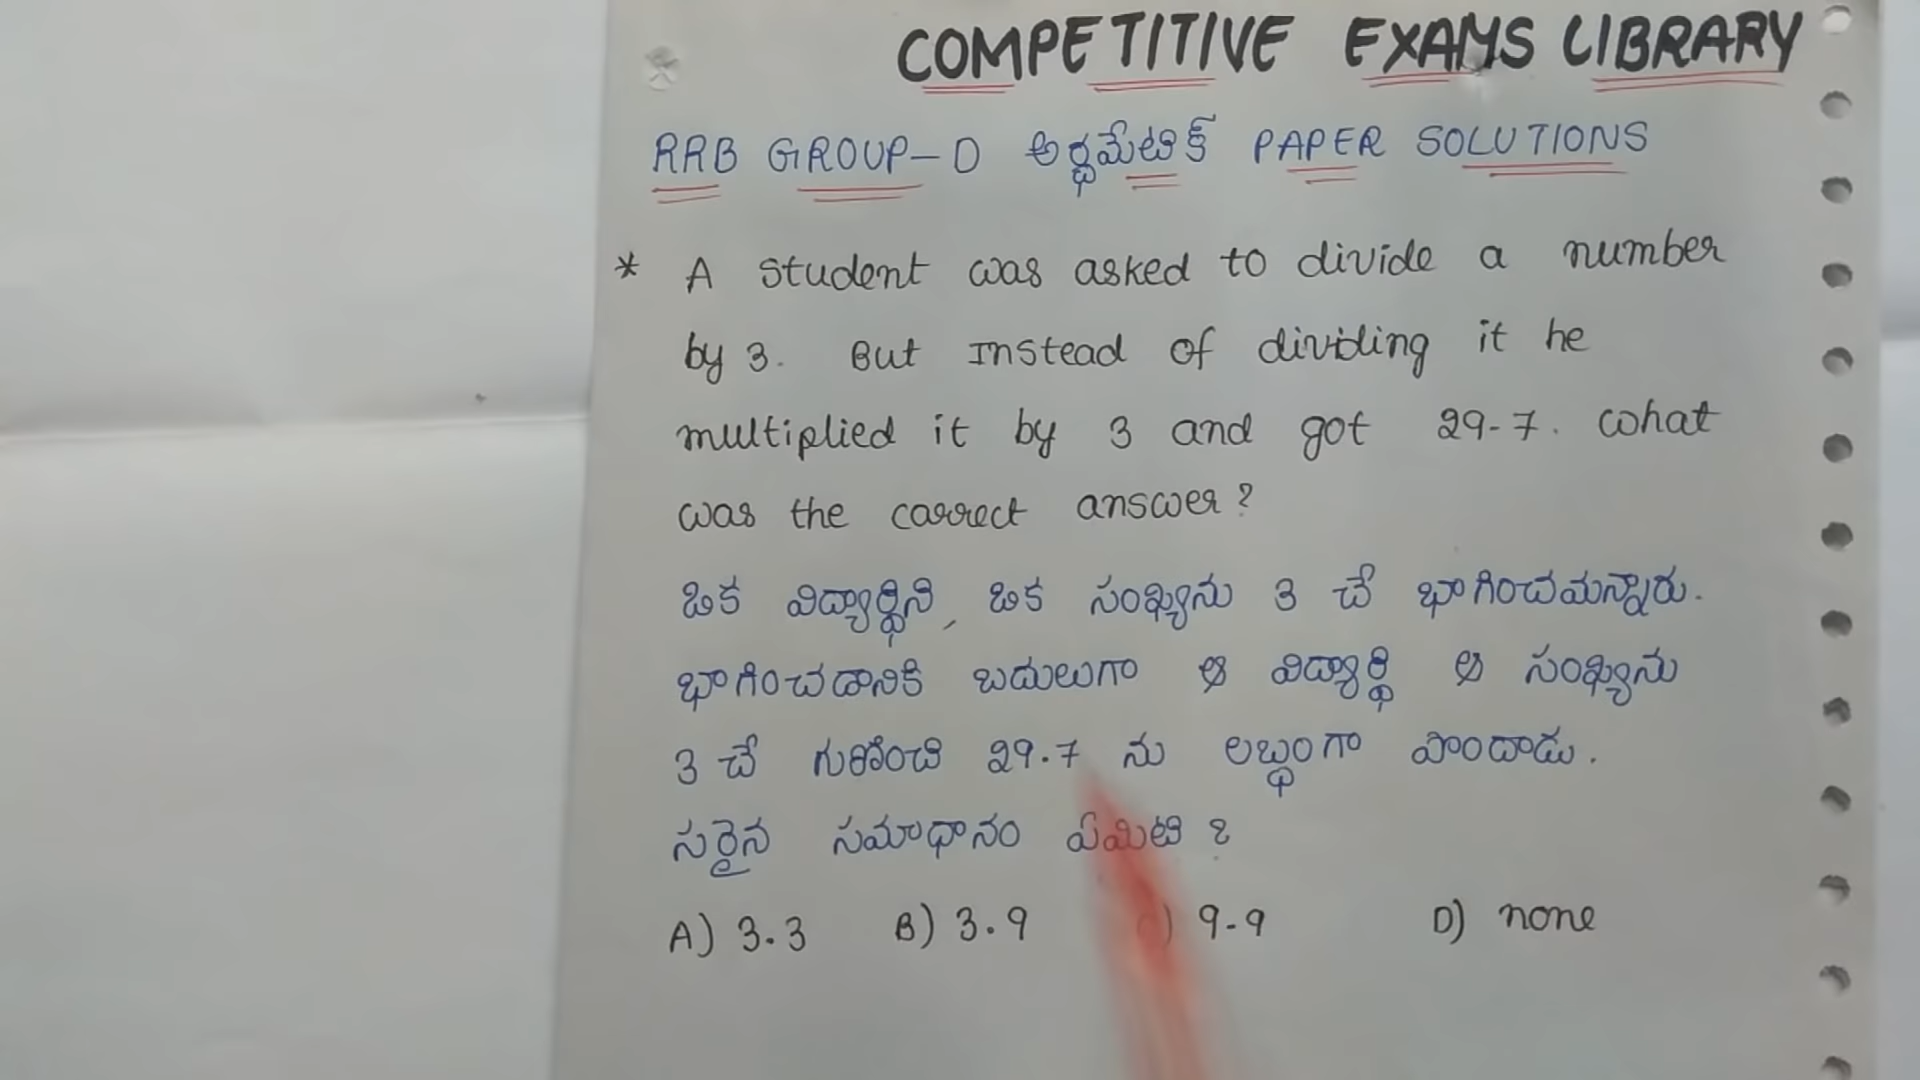 COMPETITIVE EXAMS LIBRARY
RRB GROUP-D అర్థమేటిక్ PAPER SOLUTIONS
* A student was asked to divide a number
by 3. But Instead of dividing it he
multiplied it by 3 and got 29.7. what
was the correct answer?
ఒక విద్యార్థిని, ఒక సంఖ్యను 3 చే భాగించమన్నారు.
భాగించడానికి బదులుగా ఆ విద్యార్థి ఆ సంఖ్యను
3 చే గుణించి 29.7 ను లబ్ధంగా పొందాడు.
సరైన సమాధానం ఏమిటి?
A) 3.3 B) 3.9 C) 9.9 D) none